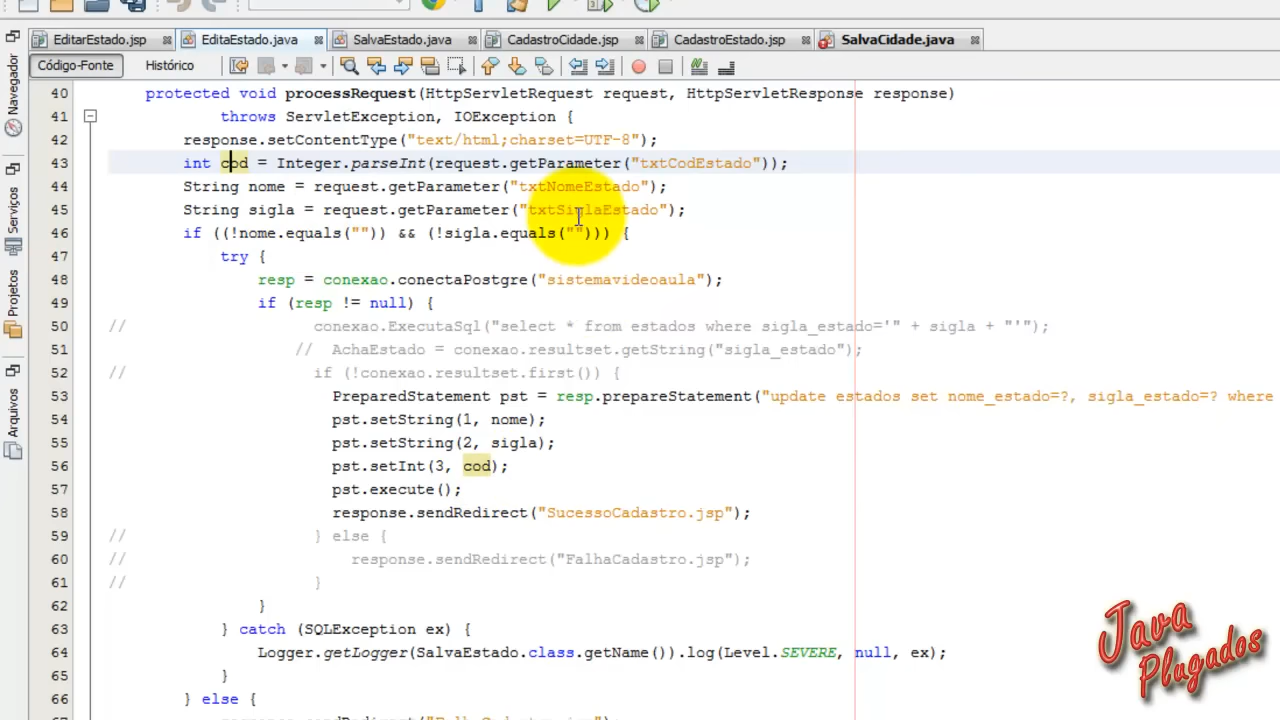 EditarEstado.jsp EditaEstado.java SalvaEstado.java CadastroCidade.jsp CadastroEstado.jsp SalvaCidade.java
Código-Fonte Histórico
Navegador
Serviços
Projetos
Arquivos
40 protected void processRequest(HttpServletRequest request, HttpServletResponse response)
41 throws ServletException, IOException {
42 response.setContentType("text/html;charset=UTF-8");
43 int cod = Integer.parseInt(request.getParameter("txtCodEstado"));
44 String nome = request.getParameter("txtNomeEstado");
45 String sigla = request.getParameter("txtSiglaEstado");
46 if ((!nome.equals("")) && (!sigla.equals(""))) {
47 try {
48 resp = conexao.conectaPostgre("sistemavideoaula");
49 if (resp != null) {
50 // conexao.ExecutaSql("select * from estados where sigla_estado='" + sigla + "'");
51 // AchaEstado = conexao.resultset.getString("sigla_estado");
52 // if (!conexao.resultset.first()) {
53 PreparedStatement pst = resp.prepareStatement("update estados set nome_estado=?, sigla_estado=? where
54 pst.setString(1, nome);
55 pst.setString(2, sigla);
56 pst.setInt(3, cod);
57 pst.execute();
58 response.sendRedirect("SucessoCadastro.jsp");
59 // } else {
60 // response.sendRedirect("FalhaCadastro.jsp");
61 // }
62 }
63 } catch (SQLException ex) {
64 Logger.getLogger(SalvaEstado.class.getName()).log(Level.SEVERE, null, ex);
65 }
66 } else {
Java
Plugados